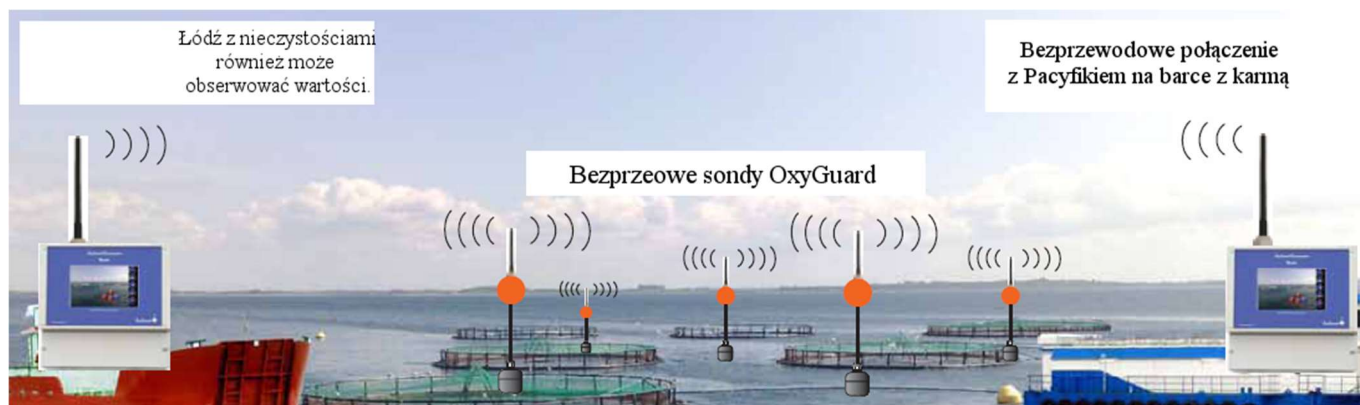 Łódź z nieczystościami
również może
obserwować wartości.
Bezprzewodowe połączenie
z Pacyfikiem na barce z karmą
Bezprzeowe sondy OxyGuard